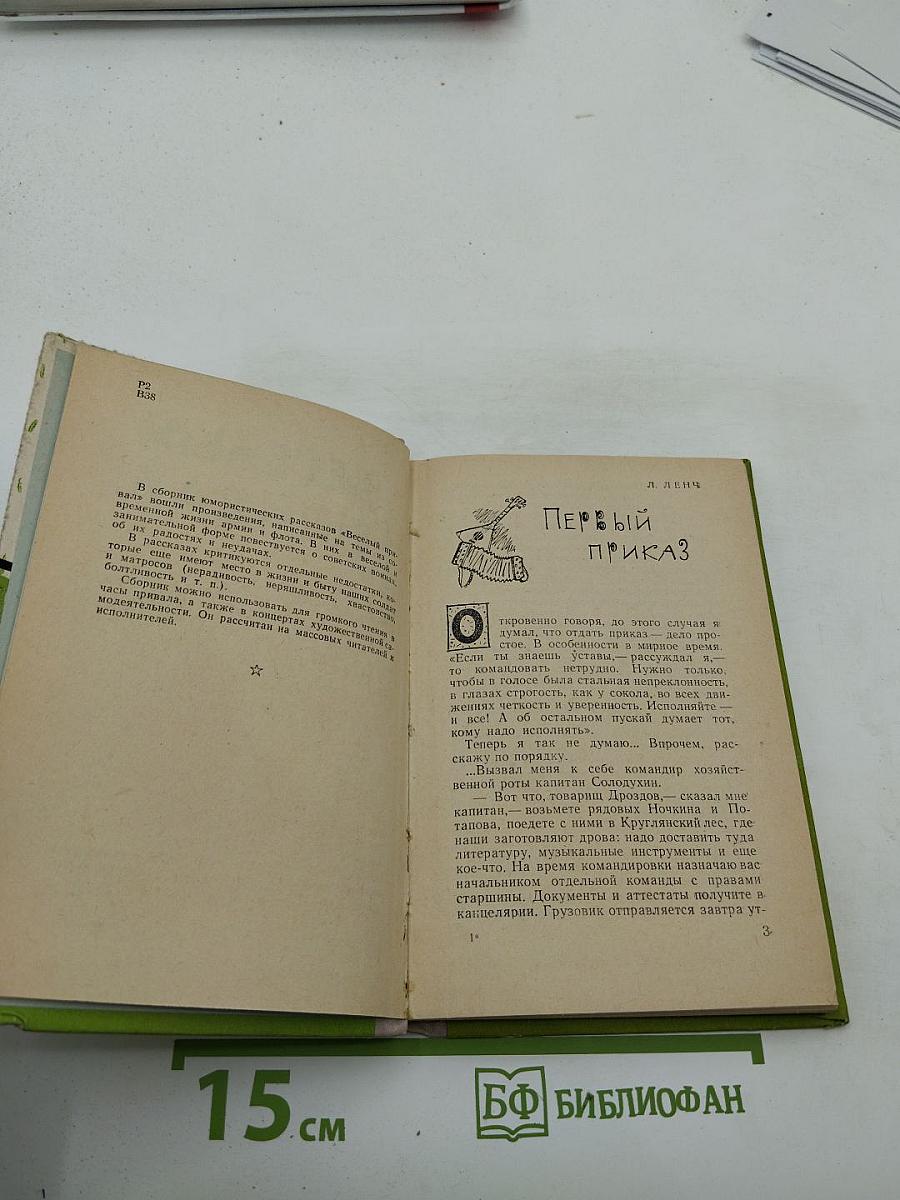 Р2
В38
В сборник юмористических рассказов «Веселый при-
вал» вошли произведения, написанные на темы из со-
временной жизни армии и флота. В них в веселой и
занимательной форме повествуется о советских воинах,
об их радостях и неудачах.
В рассказах критикуются отдельные недостатки, ко-
торые еще имеют место в жизни и быту наших солдат
и матросов (нерадивость, неряшливость, хвастовство,
болтливость и т. п.).
Сборник можно использовать для громкого чтения в
часы привала, а также в концертах художественной са-
модеятельности. Он рассчитан на массовых читателей и
исполнителей.
Л. ЛЕНЧ
ПЕРВЫЙ
ПРИКАЗ
Откровенно говоря, до этого случая я
думал, что отдать приказ — дело про-
стое. В особенности в мирное время.
«Если ты знаешь у́ставы,— рассуждал я,—
то командовать нетрудно. Нужно только,
чтобы в голосе была стальная непреклонность,
в глазах строгость, как у сокола, во всех дви-
жениях четкость и уверенность. Исполняйте —
и все! А об остальном пускай думает тот,
кому надо исполнять».
Теперь я так не думаю... Впрочем, рас-
скажу по порядку.
...Вызвал меня к себе командир хозяйст-
венной роты капитан Солодухин.
— Вот что, товарищ Дроздов,— сказал мне
капитан,— возьмете рядовых Ночкина и По-
тапова, поедете с ними в Круглянский лес, где
наши заготовляют дрова: надо доставить туда
литературу, музыкальные инструменты и еще
кое-что. На время командировки назначаю вас
начальником отдельной команды с правами
старшины. Документы и аттестаты получите в
канцелярии. Грузовик отправляется завтра ут-
1*
3
15 см
БФ БИБЛИОФАН